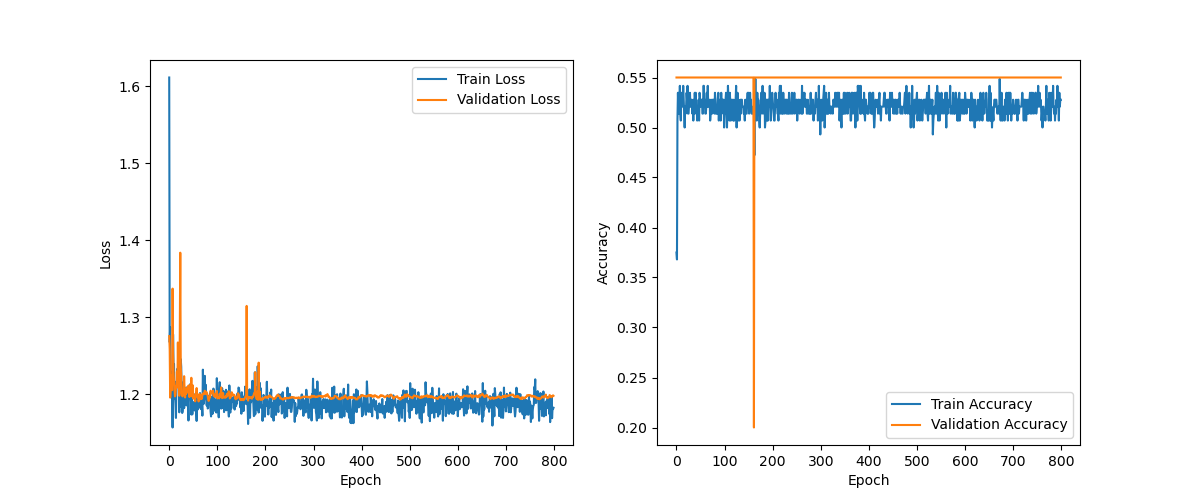 1.6
1.5
1.4
1.3
1.2
Loss
0 100 200 300 400 500 600 700 800
Epoch
Train Loss
Validation Loss
0.55
0.50
0.45
0.40
0.35
0.30
0.25
0.20
Accuracy
0 100 200 300 400 500 600 700 800
Epoch
Train Accuracy
Validation Accuracy